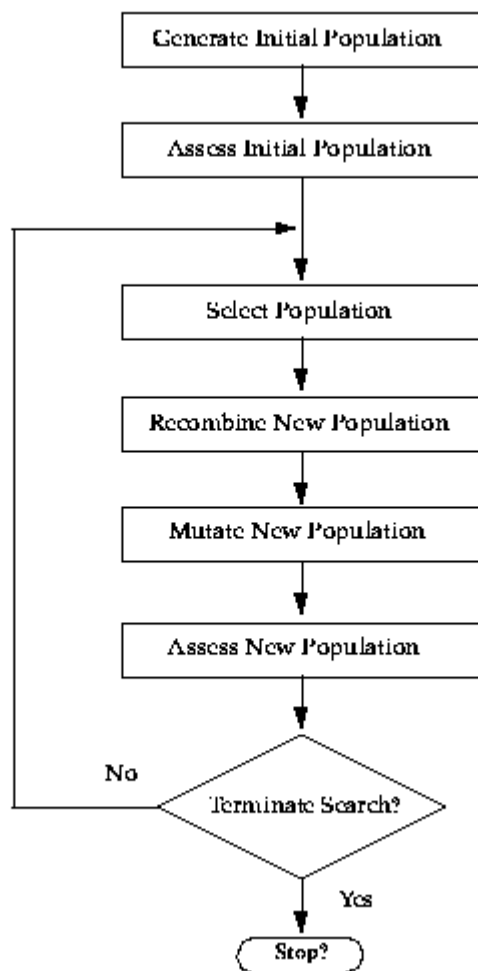 Generate Initial Population
Assess Initial Population
Select Population
Recombine New Population
Mutate New Population
Assess New Population
Terminate Search?
No
Yes
Stop?